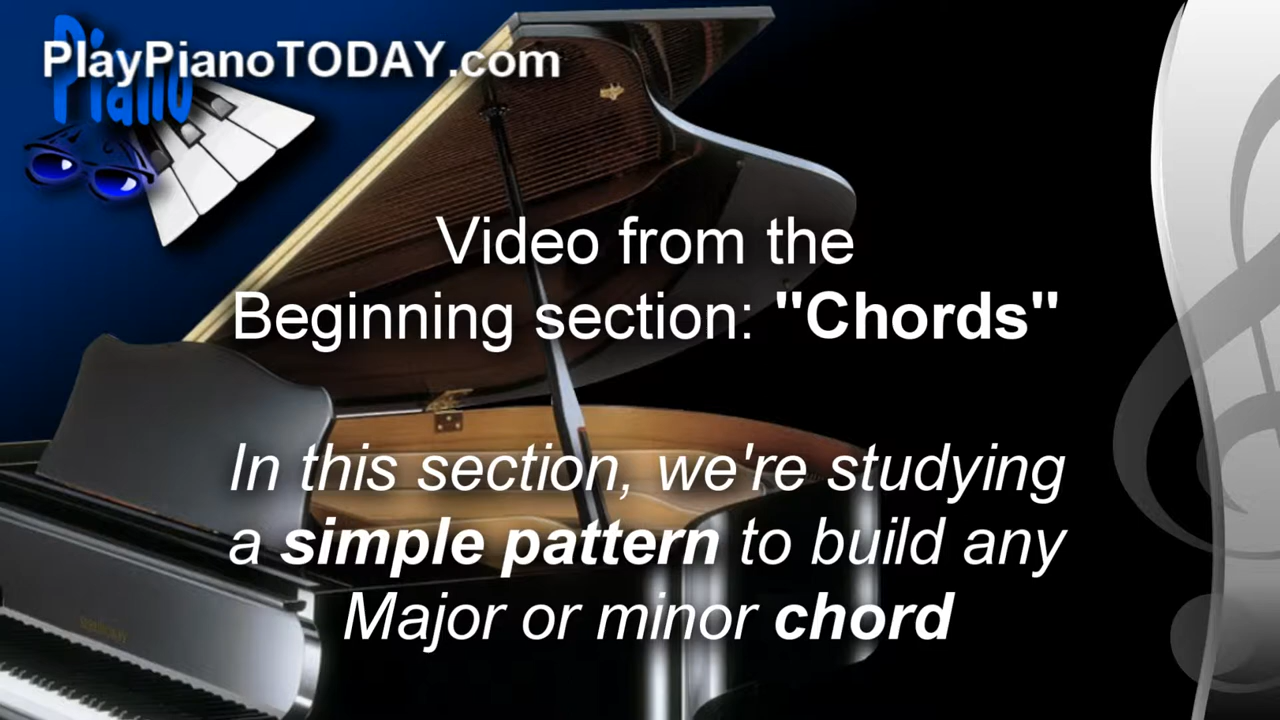 PlayPianoTODAY.com
Piano
Video from the
Beginning section: "Chords"
In this section, we're studying
a simple pattern to build any
Major or minor chord